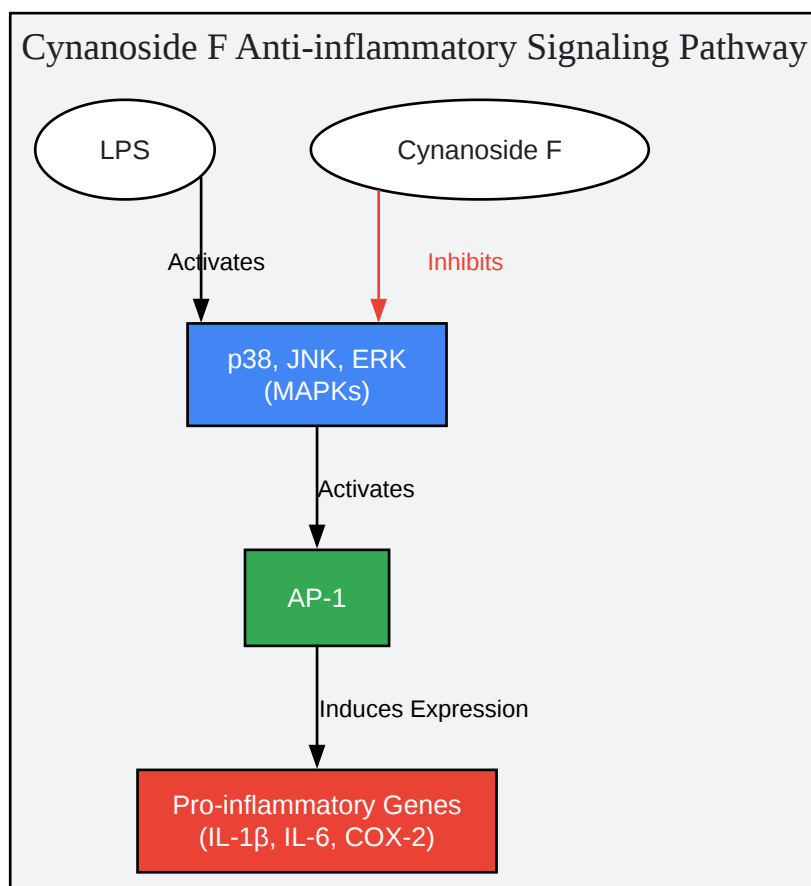 Cynanoside F Anti-inflammatory Signaling Pathway
LPS
Cynanoside F
Activates
Inhibits
p38, JNK, ERK
(MAPKs)
Activates
AP-1
Induces Expression
Pro-inflammatory Genes
(IL-1β, IL-6, COX-2)